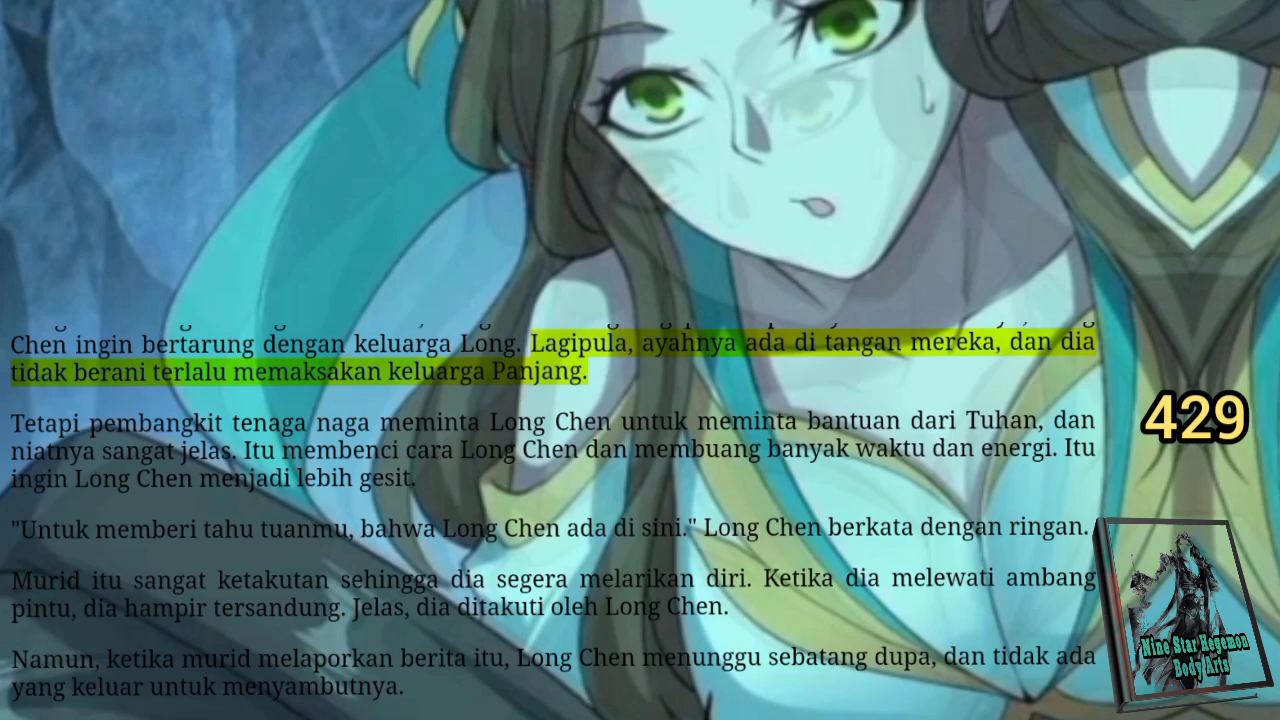 Chen ingin bertarung dengan keluarga Long. Lagipula, ayahnya ada di tangan mereka, dan dia
tidak berani terlalu memaksakan keluarga Panjang.
Tetapi pembangkit tenaga naga meminta Long Chen untuk meminta bantuan dari Tuhan, dan
niatnya sangat jelas. Itu membenci cara Long Chen dan membuang banyak waktu dan energi. Itu
ingin Long Chen menjadi lebih gesit.
"Untuk memberi tahu tuanmu, bahwa Long Chen ada di sini." Long Chen berkata dengan ringan.
Murid itu sangat ketakutan sehingga dia segera melarikan diri. Ketika dia melewati ambang
pintu, dia hampir tersandung. Jelas, dia ditakuti oleh Long Chen.
Namun, ketika murid melaporkan berita itu, Long Chen menunggu sebatang dupa, dan tidak ada
yang keluar untuk menyambutnya.
429
Nine Star Hegemon
Body Arts